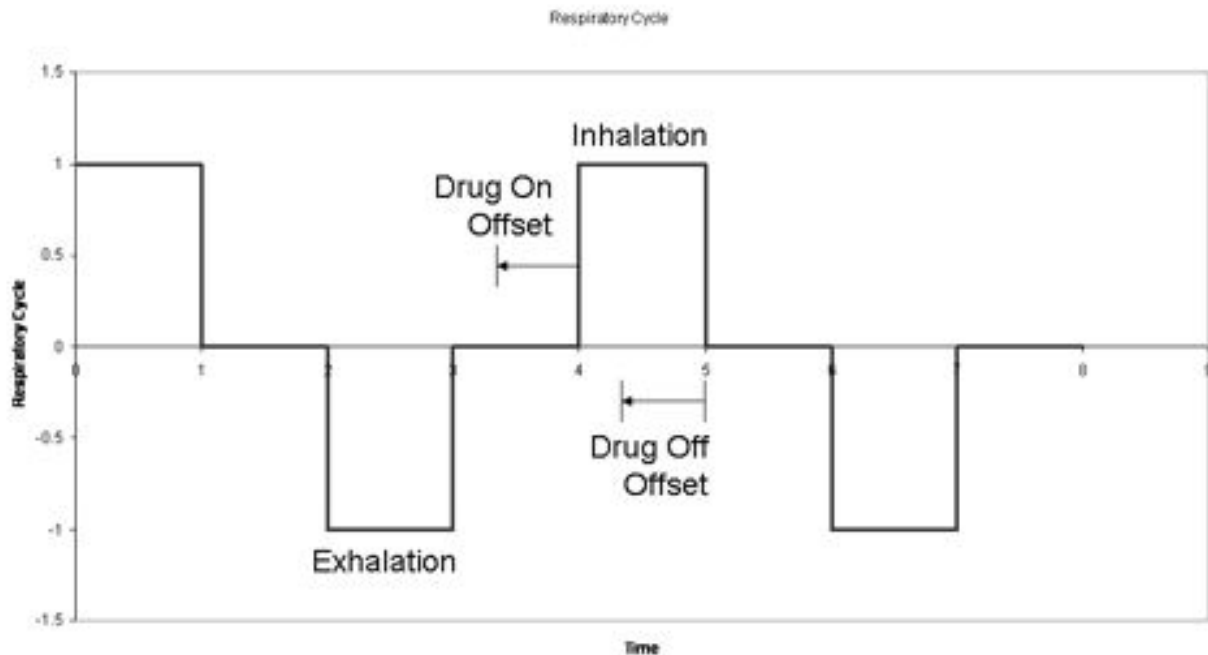 Respiratory Cycle
1.5
Inhalation
1
Drug On
Offset
0.5
Respiratory Cycle
0
0 1 2 3 4 5 6 7 8 9
Drug Off
Offset
-0.5
-1
Exhalation
-1.5
Time